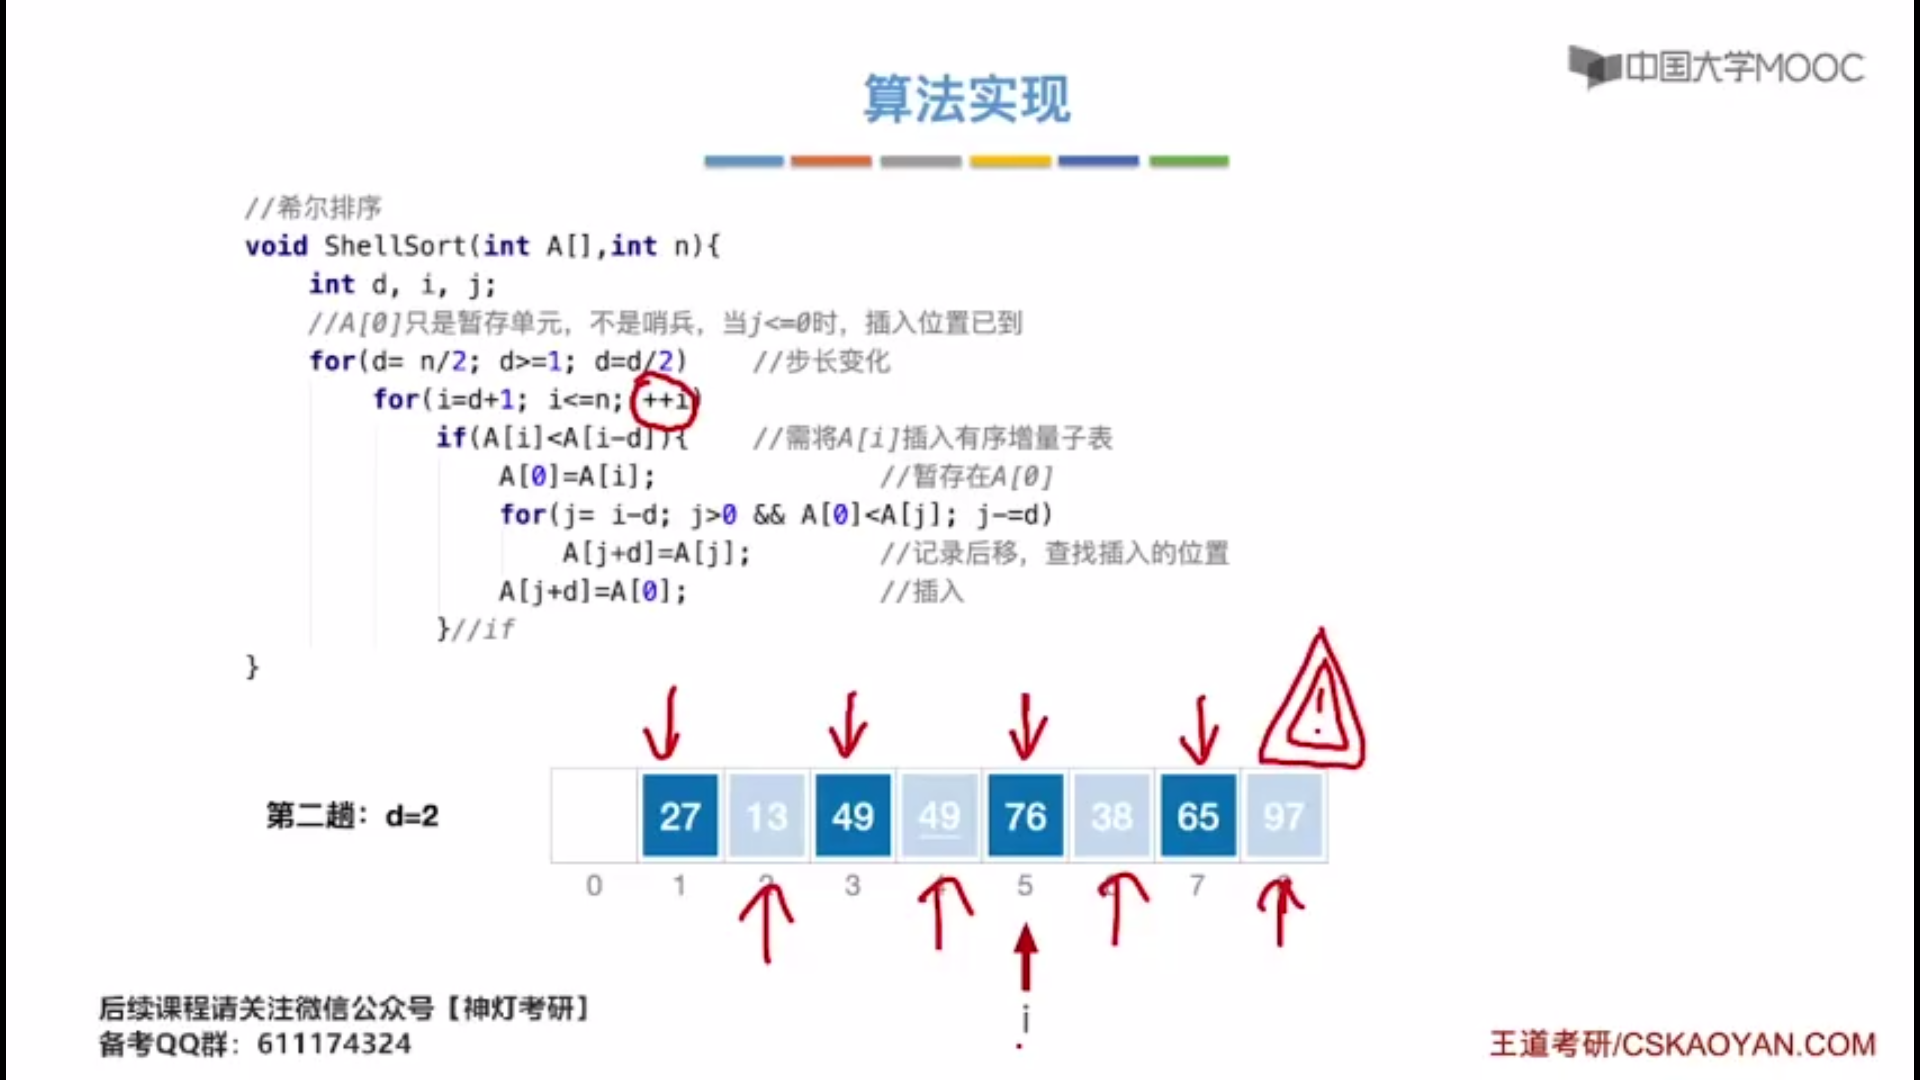 中国大学MOOC
算法实现
//希尔排序
void ShellSort(int A[],int n){
int d, i, j;
//A[0]只是暂存单元，不是哨兵，当j<=0时，插入位置已到
for(d= n/2; d>=1; d=d/2) //步长变化
for(i=d+1; i<=n; ++i)
if(A[i]<A[i-d]){ //需将A[i]插入有序增量子表
A[0]=A[i]; //暂存在A[0]
for(j= i-d; j>0 && A[0]<A[j]; j-=d)
A[j+d]=A[j]; //记录后移，查找插入的位置
A[j+d]=A[0]; //插入
}//if
}
第二趟：d=2
27 13 49 49 76 38 65 97
0 1 2 3 5 7
i
后续课程请关注微信公众号【神灯考研】
备考QQ群：611174324
王道考研/CSKAOYAN.COM